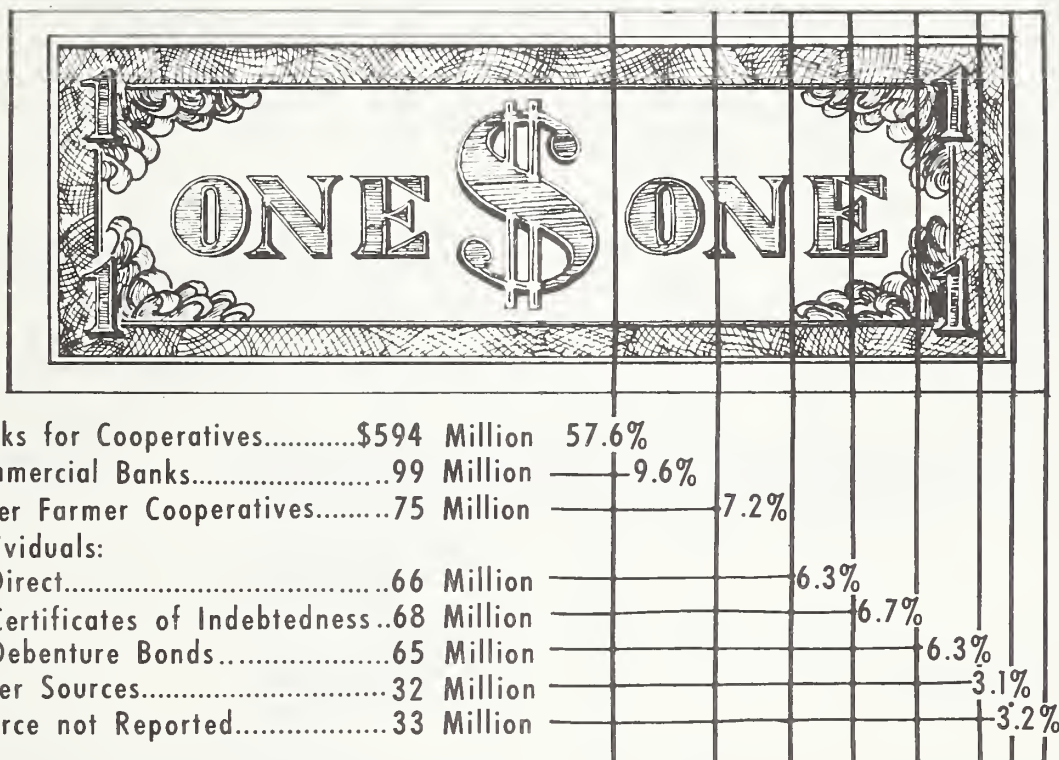 1 1
ONE $ ONE
1 1
ks for Cooperatives............$594 Million 57.6%
mmercial Banks.........................99 Million 9.6%
er Farmer Cooperatives.........75 Million 7.2%
viduals:
Direct.....................................66 Million 6.3%
Certificates of Indebtedness..68 Million 6.7%
Debenture Bonds...................65 Million 6.3%
er Sources............................32 Million 3.1%
rce not Reported..................33 Million 3.2%